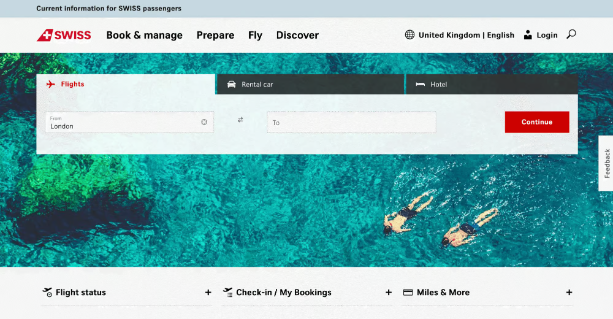 Current information for SWISS passengers
SWISS Book & manage Prepare Fly Discover United Kingdom | English Login
Flights Rental car Hotel
From
London
To
Continue
Feedback
Flight status + Check-in / My Bookings + Miles & More +